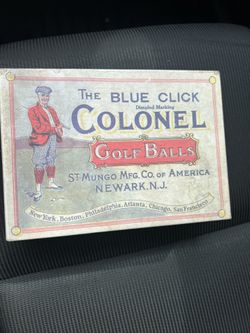 THE BLUE CLICK
Dimpled Marking
COLONEL
GOLF BALLS
ST. MUNGO MFG. CO. OF AMERICA
NEWARK. N.J.
New York, Boston, Philadelphia, Atlanta, Chicago, San Francisco